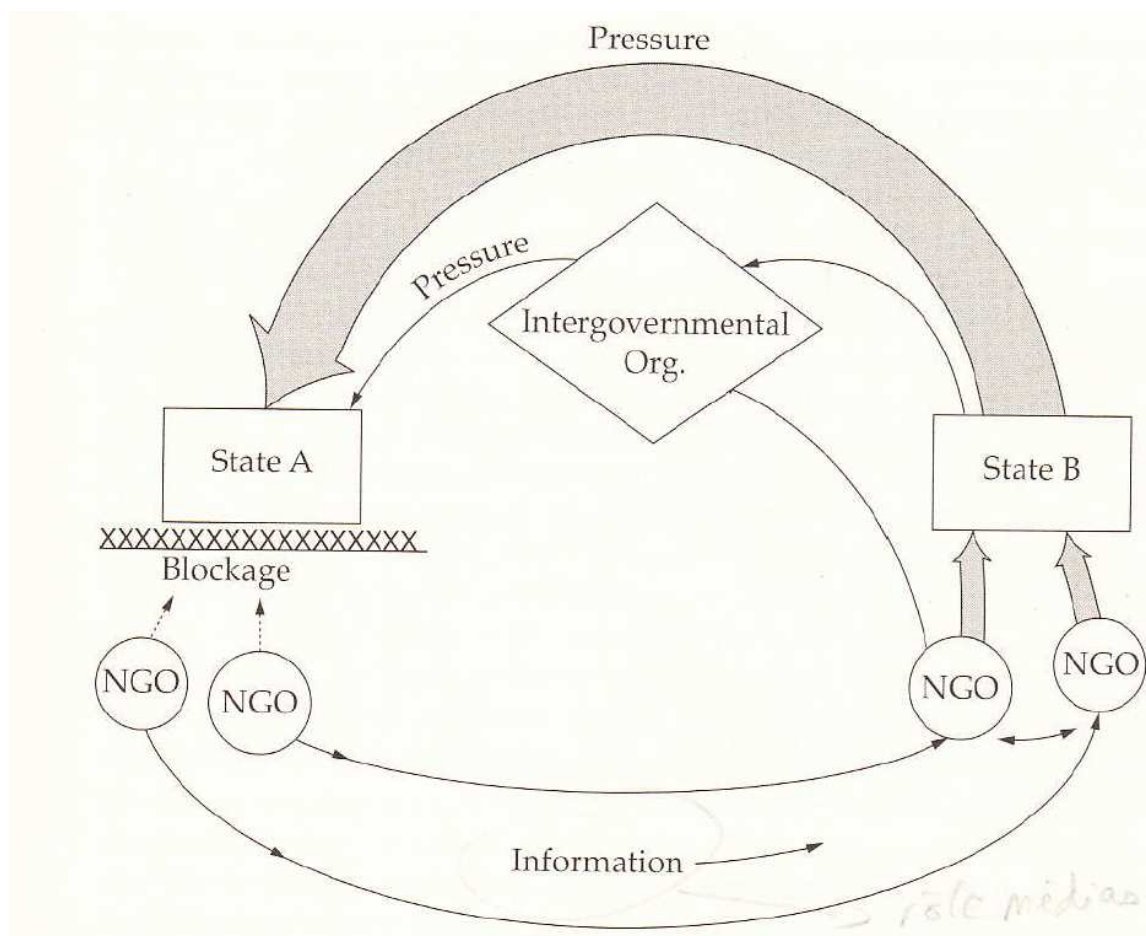 Pressure
Pressure
Intergovernmental
Org.
State A
State B
XXXXXXXXXXXXXXXXXX
Blockage
NGO
NGO
NGO
NGO
Information
rôle médias